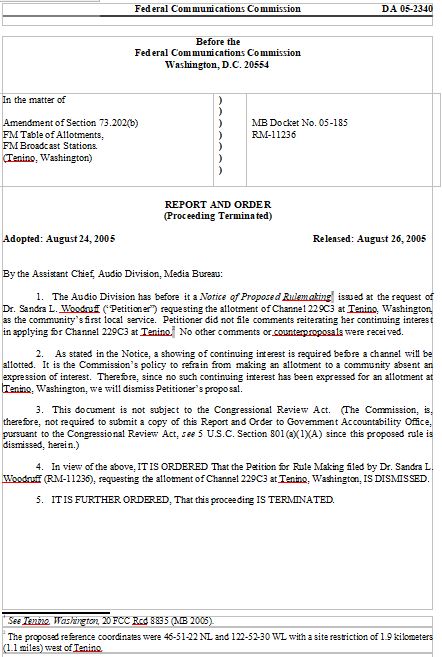 Federal Communications Commission DA 05-2340
Before the
Federal Communications Commission
Washington, D.C. 20554
In the matter of )
)
Amendment of Section 73.202(b) ) MB Docket No. 05-185
FM Table of Allotments, ) RM-11236
FM Broadcast Stations. )
(Tenino, Washington) )
)
REPORT AND ORDER
(Proceeding Terminated)
Adopted: August 24, 2005 Released: August 26, 2005
By the Assistant Chief, Audio Division, Media Bureau:
1. The Audio Division has before it a Notice of Proposed Rulemaking1 issued at the request of
Dr. Sandra L. Woodruff ("Petitioner") requesting the allotment of Channel 229C3 at Tenino, Washington,
as the community's first local service. Petitioner did not file comments reiterating her continuing interest
in applying for Channel 229C3 at Tenino.2 No other comments or counterproposals were received.
2. As stated in the Notice, a showing of continuing interest is required before a channel will be
allotted. It is the Commission's policy to refrain from making an allotment to a community absent an
expression of interest. Therefore, since no such continuing interest has been expressed for an allotment at
Tenino, Washington, we will dismiss Petitioner's proposal.
3. This document is not subject to the Congressional Review Act. (The Commission, is,
therefore, not required to submit a copy of this Report and Order to Government Accountability Office,
pursuant to the Congressional Review Act, see 5 U.S.C. Section 801(a)(1)(A) since this proposed rule is
dismissed, herein.)
4. In view of the above, IT IS ORDERED That the Petition for Rule Making filed by Dr. Sandra L.
Woodruff (RM-11236), requesting the allotment of Channel 229C3 at Tenino, Washington, IS DISMISSED.
5. IT IS FURTHER ORDERED, That this proceeding IS TERMINATED.
1 See Tenino, Washington, 20 FCC Rcd 8835 (MB 2005).
2 The proposed reference coordinates were 46-51-22 NL and 122-52-30 WL with a site restriction of 1.9 kilometers
(1.1 miles) west of Tenino.